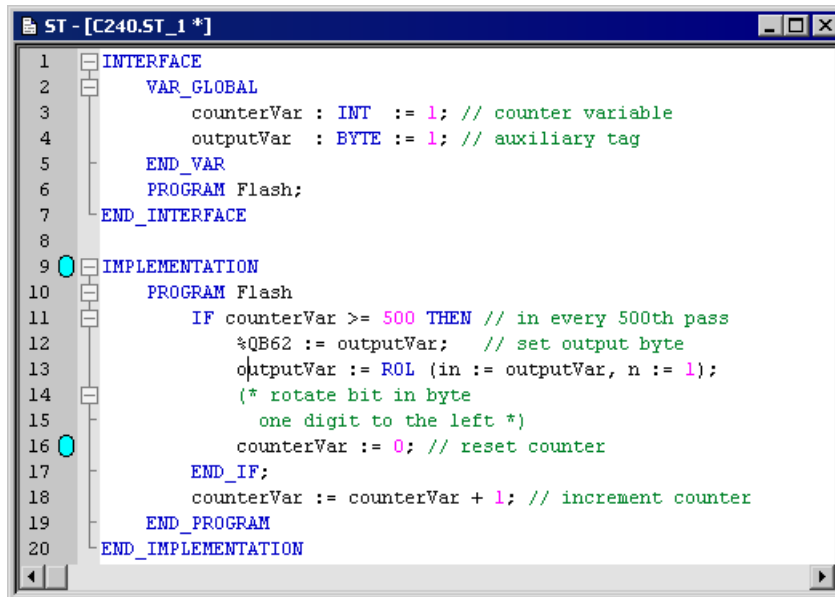 ST - [C240.ST_1 *]
1 INTERFACE
2 VAR_GLOBAL
3 counterVar : INT := 1; // counter variable
4 outputVar : BYTE := 1; // auxiliary tag
5 END_VAR
6 PROGRAM Flash;
7 END_INTERFACE
8
9 IMPLEMENTATION
10 PROGRAM Flash
11 IF counterVar >= 500 THEN // in every 500th pass
12 %QB62 := outputVar; // set output byte
13 outputVar := ROL (in := outputVar, n := 1);
14 (* rotate bit in byte
15 one digit to the left *)
16 counterVar := 0; // reset counter
17 END_IF;
18 counterVar := counterVar + 1; // increment counter
19 END_PROGRAM
20 END_IMPLEMENTATION